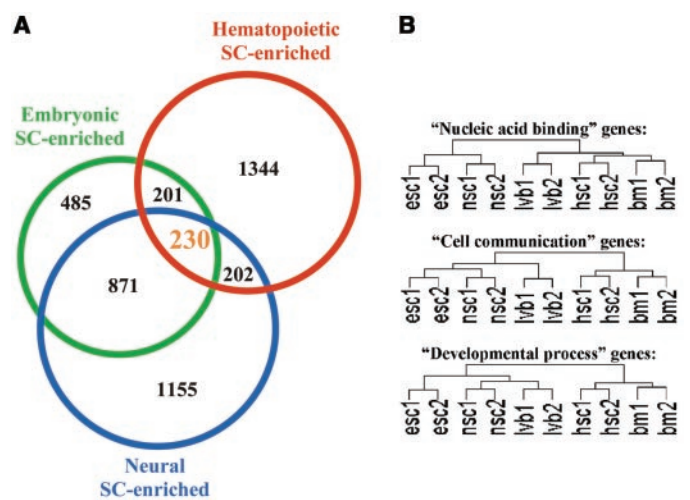 A
Hematopoietic
SC-enriched
Embryonic
SC-enriched
1344
485
201
230
202
871
1155
Neural
SC-enriched
B
“Nucleic acid binding” genes:
esc1 esc2 nsc1 nsc2 lvb1 lvb2 hsc1 hsc2 bm1 bm2
“Cell communication” genes:
esc1 esc2 nsc1 nsc2 lvb1 lvb2 hsc1 hsc2 bm1 bm2
“Developmental process” genes:
esc1 esc2 nsc1 nsc2 lvb1 lvb2 hsc1 hsc2 bm1 bm2